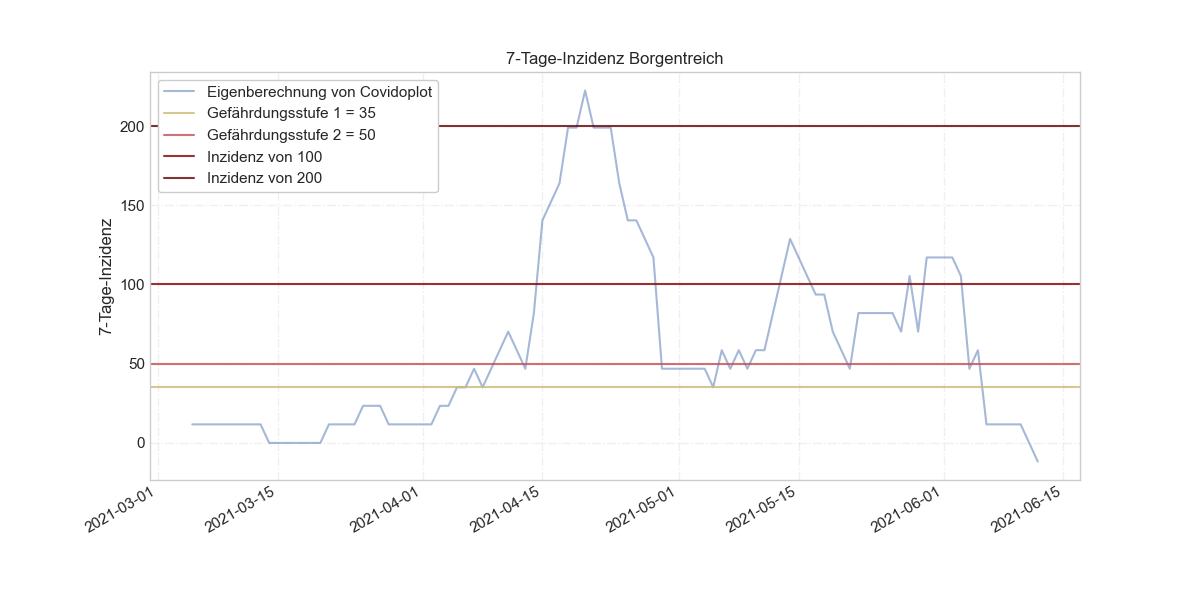 7-Tage-Inzidenz Borgentreich
Eigenberechnung von Covidoplot
Gefährdungsstufe 1 = 35
Gefährdungsstufe 2 = 50
Inzidenz von 100
Inzidenz von 200
7-Tage-Inzidenz
200
150
100
50
0
2021-03-01
2021-03-15
2021-04-01
2021-04-15
2021-05-01
2021-05-15
2021-06-01
2021-06-15